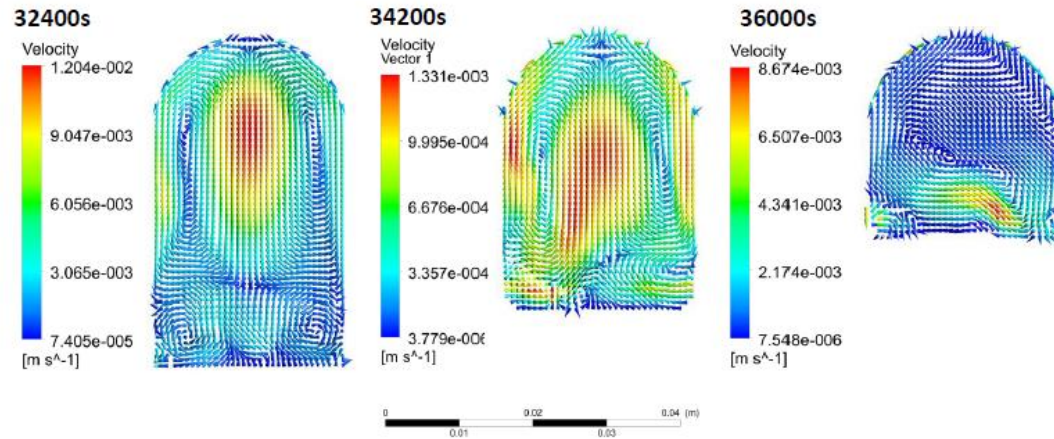 32400s
Velocity
1.204e-002
9.047e-003
6.056e-003
3.065e-003
7.405e-005
[m s^-1]
34200s
Velocity
Vector 1
1.331e-003
9.995e-004
6.676e-004
3.357e-004
3.779e-006
[m s^-1]
36000s
Velocity
8.674e-003
6.507e-003
4.341e-003
2.174e-003
7.548e-006
[m s^-1]
0 0.02 0.04 (m)
0.01 0.03